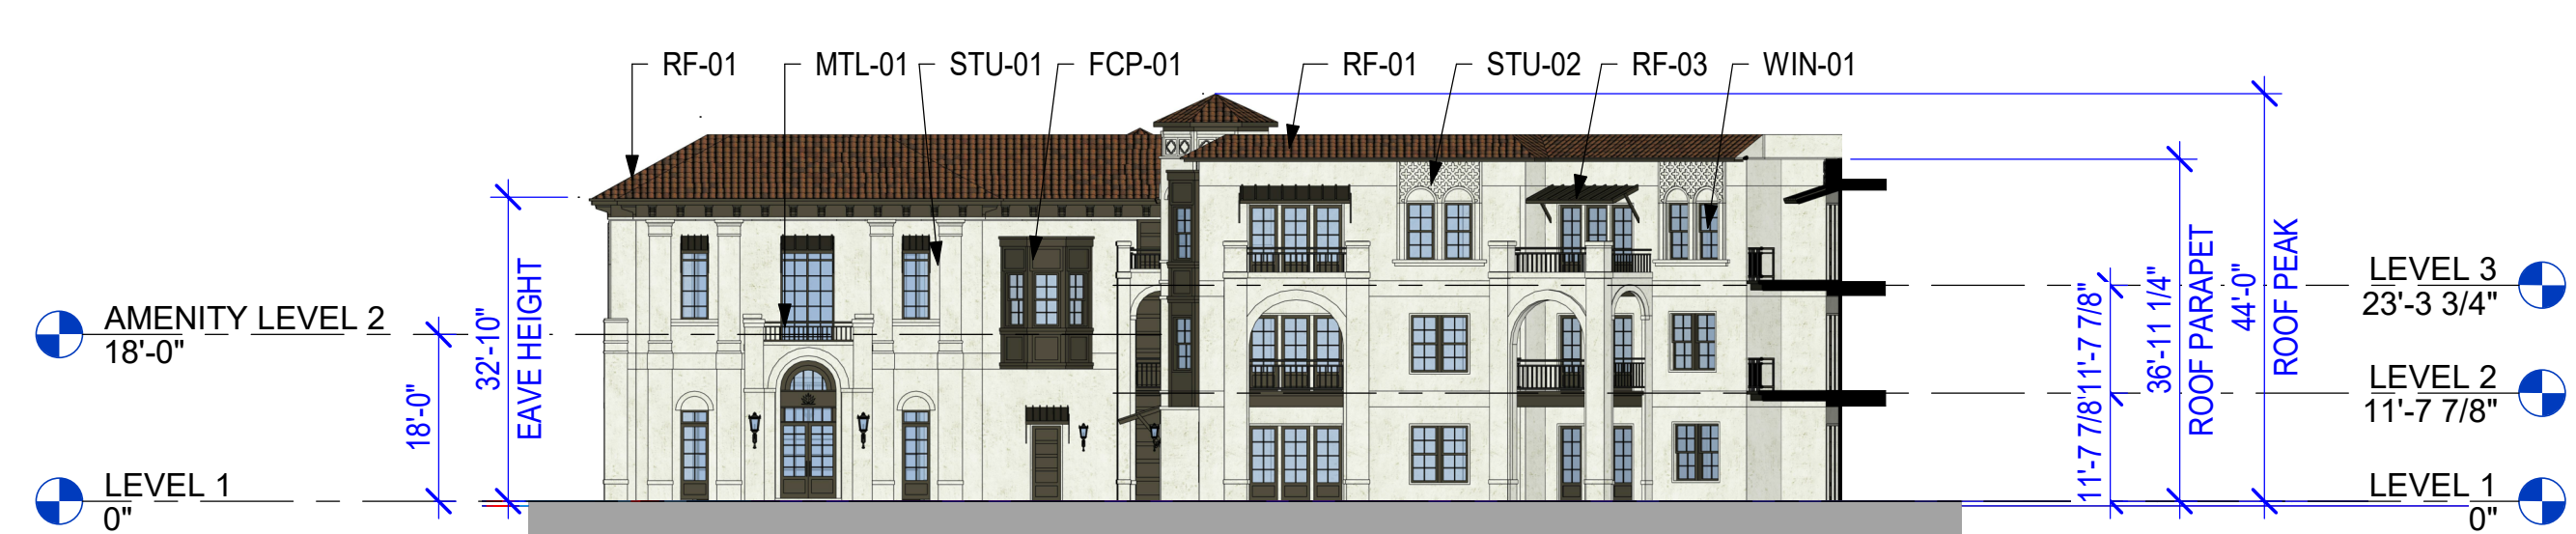 RF-01
MTL-01
STU-01
FCP-01
RF-01
STU-02
RF-03
WIN-01
AMENITY LEVEL 2
18'-0"
LEVEL 1
0"
18'-0"
32'-10"
EAVE HEIGHT
11'-7 7/8"
11'-7 7/8"
36'-11 1/4"
ROOF PARAPET
44'-0"
ROOF PEAK
LEVEL 3
23'-3 3/4"
LEVEL 2
11'-7 7/8"
LEVEL 1
0"